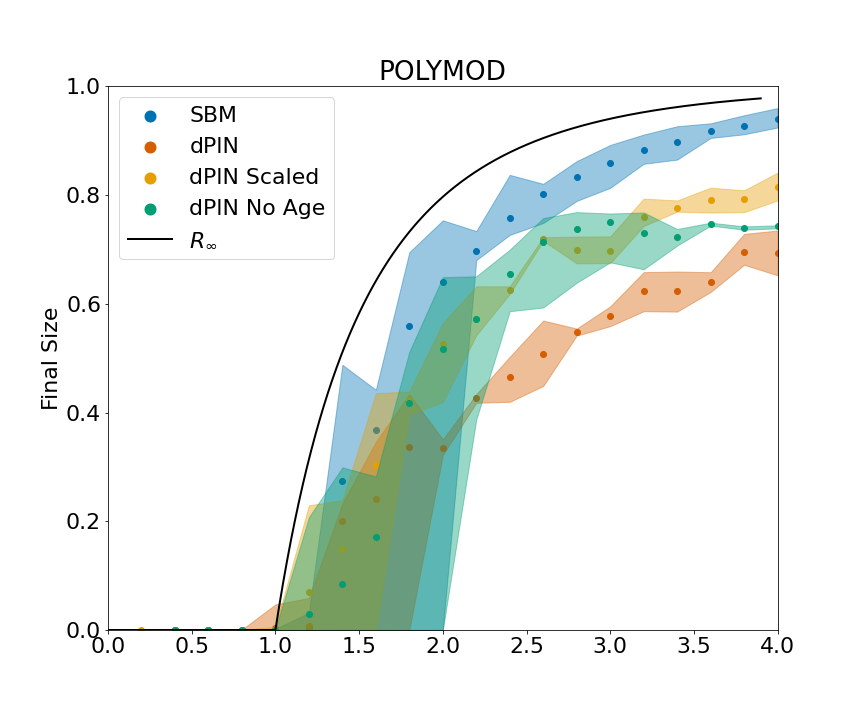 POLYMOD
SBM
dPIN
dPIN Scaled
dPIN No Age
R∞
Final Size
1.0
0.8
0.6
0.4
0.2
0.0
0.0 0.5 1.0 1.5 2.0 2.5 3.0 3.5 4.0